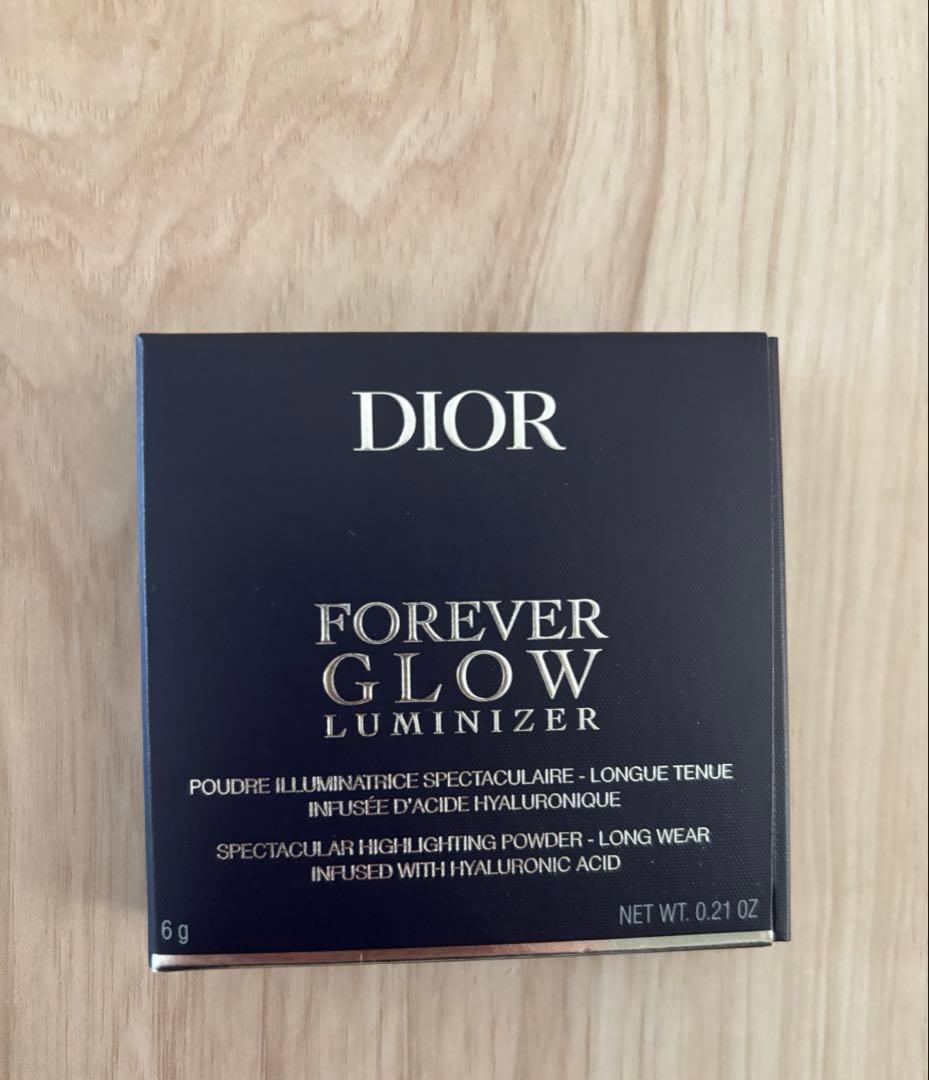 DIOR
FOREVER
GLOW
LUMINIZER
POUDRE ILLUMINATRICE SPECTACULAIRE - LONGUE TENUE
INFUSÉE D'ACIDE HYALURONIQUE
SPECTACULAR HIGHLIGHTING POWDER - LONG WEAR
INFUSED WITH HYALURONIC ACID
6 g
NET WT. 0.21 OZ